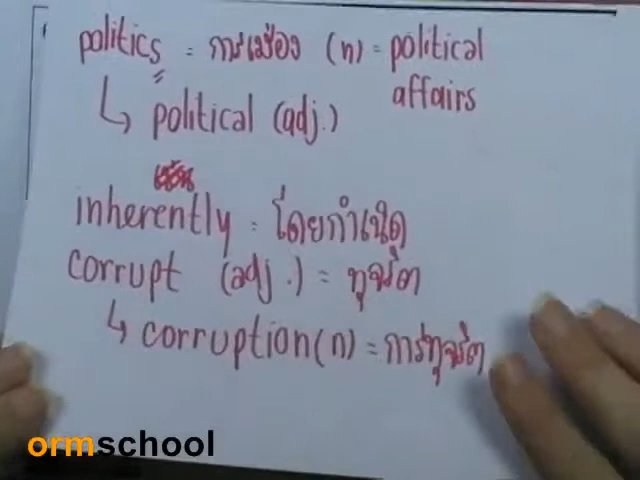 politics = การเมือง (n) = political
affairs
↳ political (adj.)
inherently = โดยกำเนิด
corrupt (adj.) = ทุจริต
↳ corruption (n) = การทุจริต
ormschool